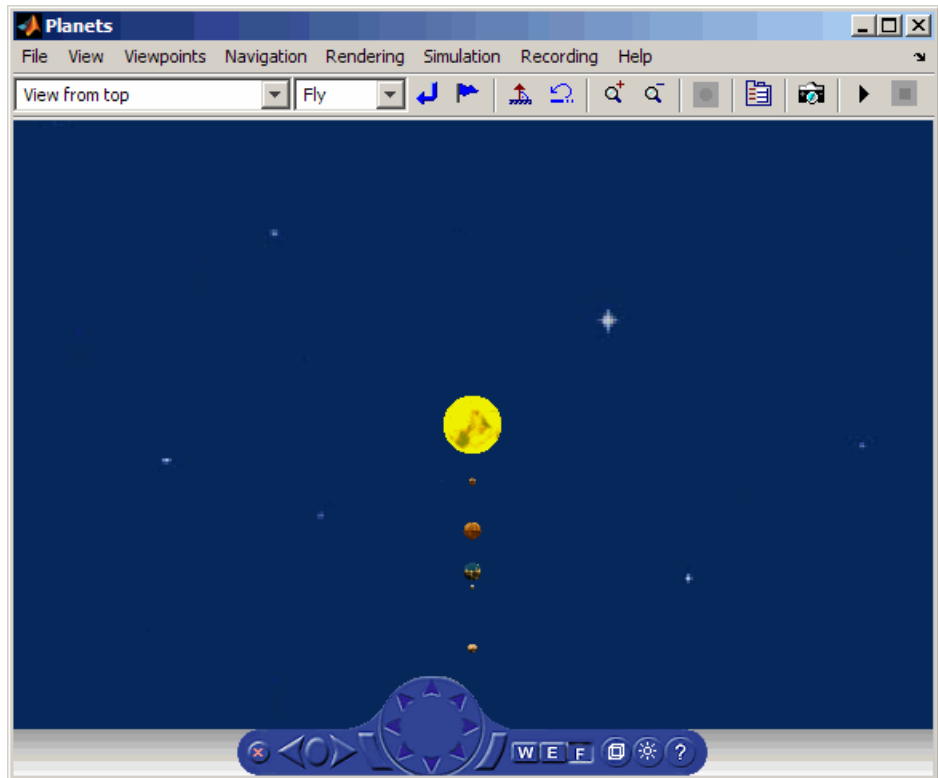 Planets
File View Viewpoints Navigation Rendering Simulation Recording Help
View from top Fly
W E F ?